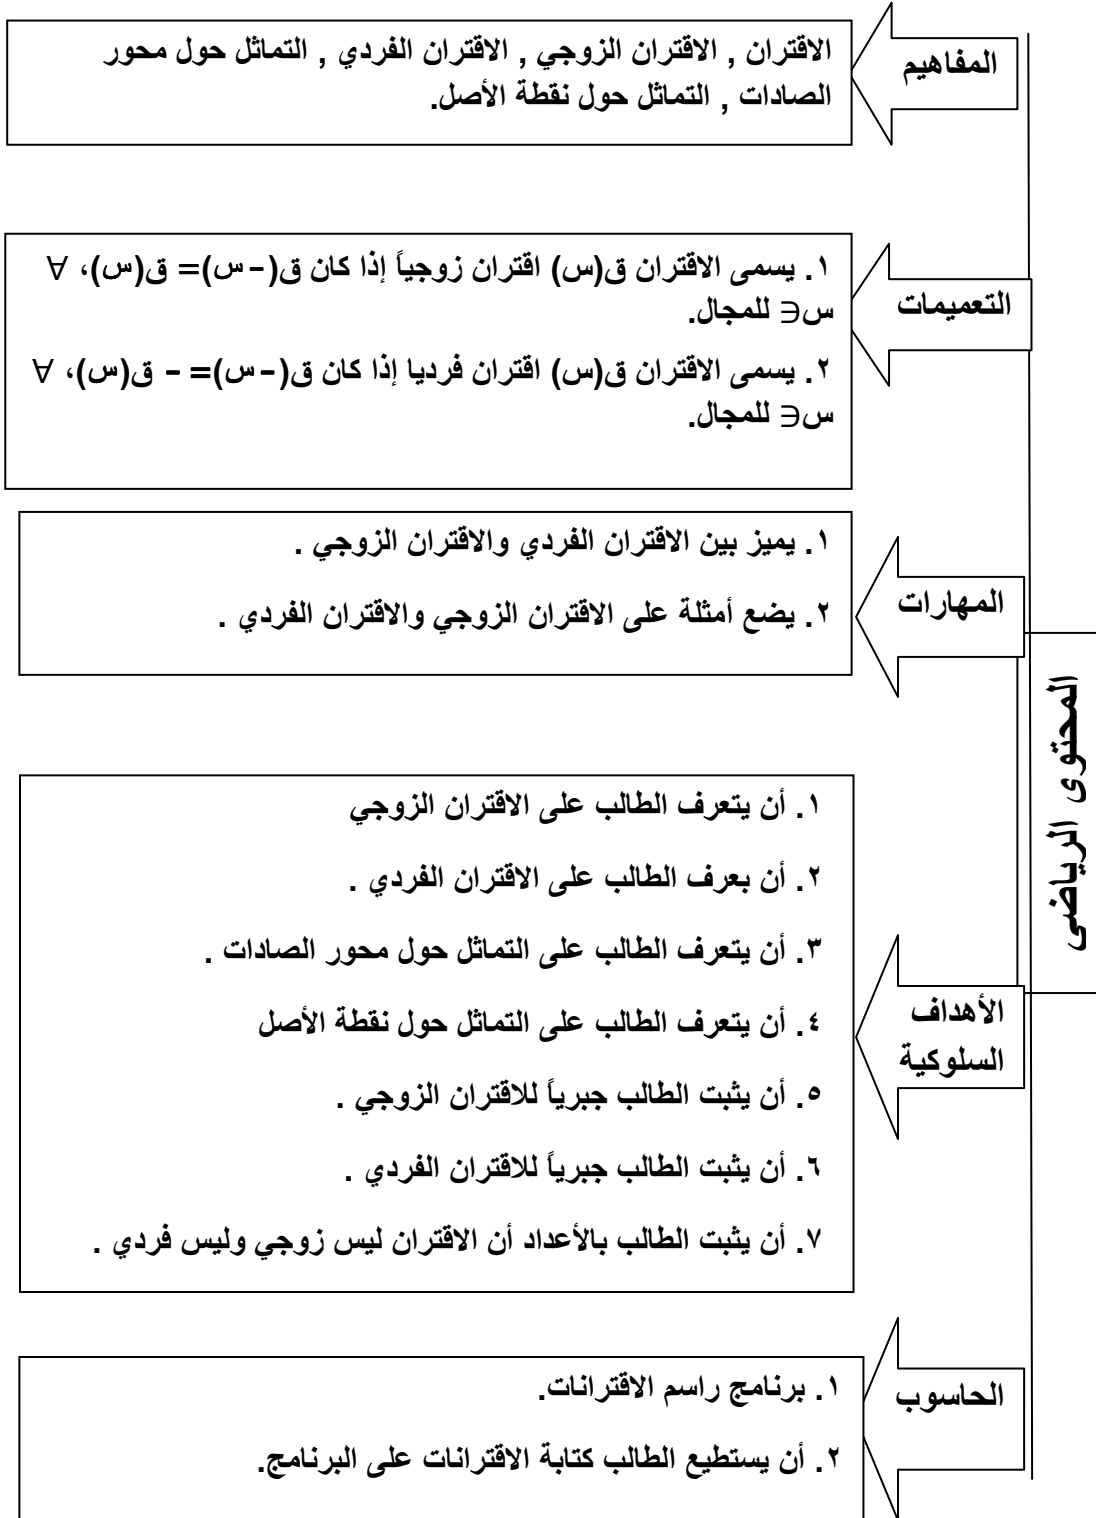 المفاهيم
الاقتران , الاقتران الزوجي , الاقتران الفردي , التماثل حول محور
الصادات , التماثل حول نقطة الأصل.
التعميمات
١. يسمى الاقتران ق(س) اقتران زوجياً إذا كان ق(- س)= ق(س)، ∀
س∈ للمجال.
٢. يسمى الاقتران ق(س) اقتران فرديا إذا كان ق(- س)= - ق(س)، ∀
س∈ للمجال.
المهارات
١. يميز بين الاقتران الفردي والاقتران الزوجي .
٢. يضع أمثلة على الاقتران الزوجي والاقتران الفردي .
المحتوى الرياضى
الأهداف
السلوكية
١. أن يتعرف الطالب على الاقتران الزوجي
٢. أن بعرف الطالب على الاقتران الفردي .
٣. أن يتعرف الطالب على التماثل حول محور الصادات .
٤. أن يتعرف الطالب على التماثل حول نقطة الأصل
٥. أن يثبت الطالب جبرياً للاقتران الزوجي .
٦. أن يثبت الطالب جبرياً للاقتران الفردي .
٧. أن يثبت الطالب بالأعداد أن الاقتران ليس زوجي وليس فردي .
الحاسوب
١. برنامج راسم الاقترانات.
٢. أن يستطيع الطالب كتابة الاقترانات على البرنامج.